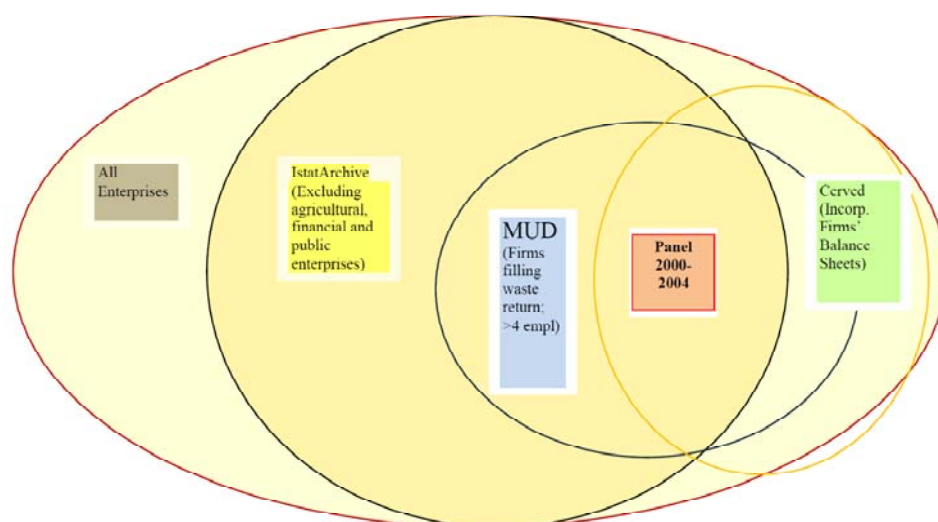 All
Enterprises
IstatArchive
(Excluding
agricultural,
financial and
public
enterprises)
MUD
(Firms
filling
waste
return;
>4 empl)
Panel
2000-
2004
Cerved
(Incorp.
Firms'
Balance
Sheets)